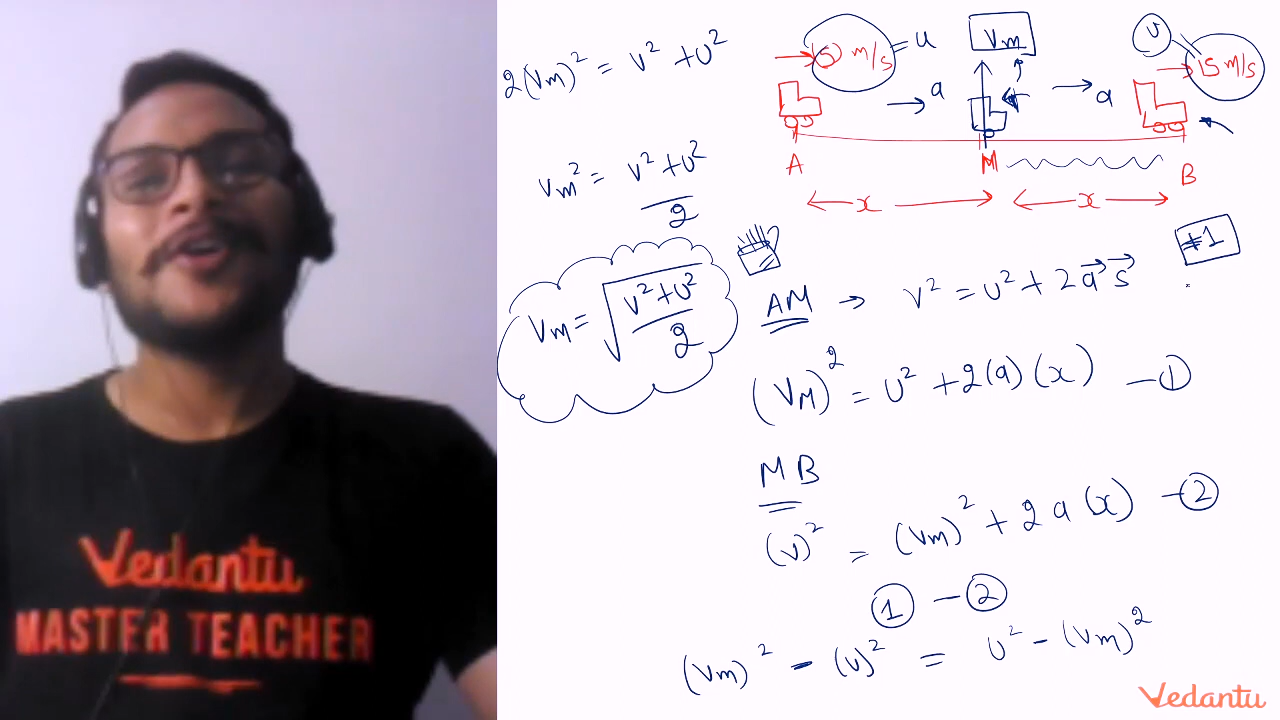 2(Vm)² = v² + u²
Vm² = v² + u² / 2
Vm = √(v² + u² / 2)
m/s = u
Vm
v
15 m/s
a
a
A
M
B
x
x
#1
AM → v² = u² + 2 a⃗ s⃗
(VM)² = u² + 2(a)(x) - ①
MB
(v)² = (Vm)² + 2a(x) - ②
① - ②
(Vm)² - (v)² = u² - (Vm)²
Vedantu
MASTER TEACHER
Vedantu